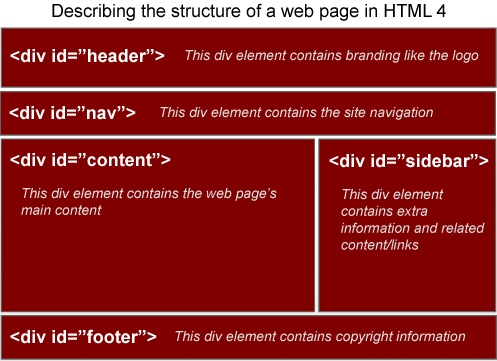 Describing the structure of a web page in HTML 4
<div id=”header”> This div element contains branding like the logo
<div id=”nav”> This div element contains the site navigation
<div id=”content”>
This div element contains the web page’s
main content
<div id=”sidebar”>
This div element
contains extra
information and related
content/links
<div id=”footer”> This div element contains copyright information